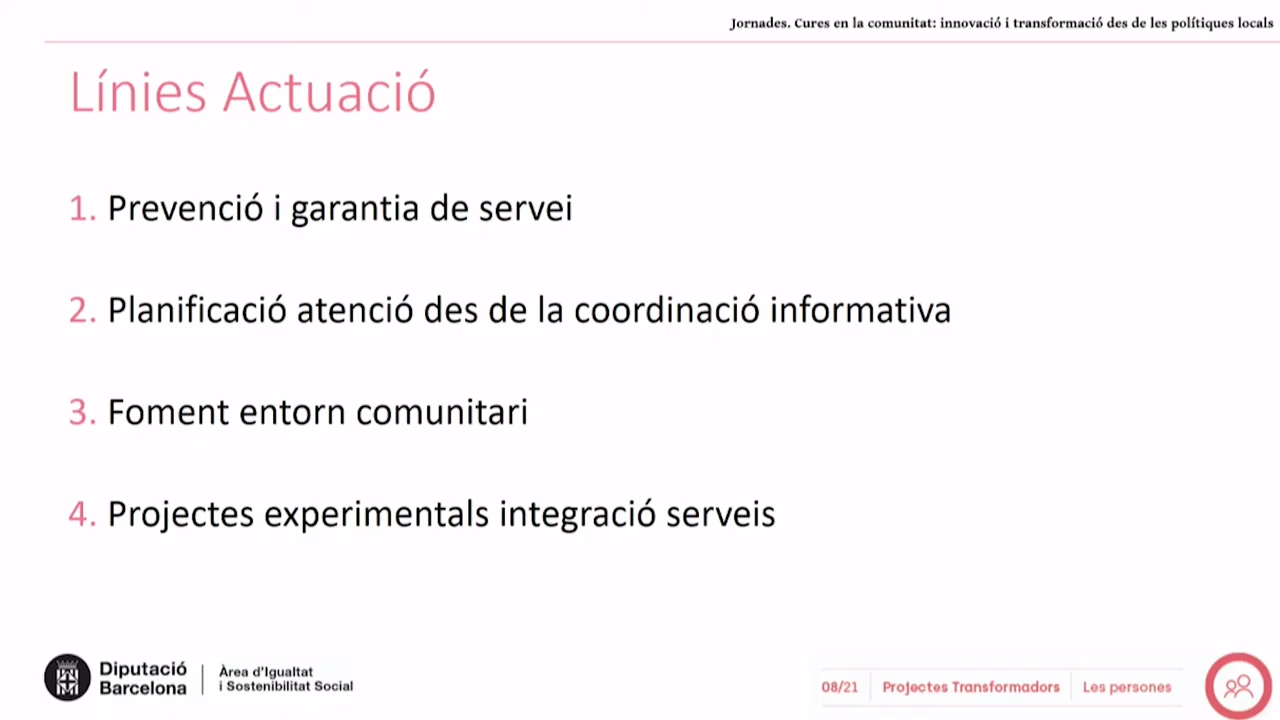 Jornades. Cures en la comunitat: innovació i transformació des de les polítiques locals
Línies Actuació
1. Prevenció i garantia de servei
2. Planificació atenció des de la coordinació informativa
3. Foment entorn comunitari
4. Projectes experimentals integració serveis
Diputació
Barcelona
Àrea d'Igualtat
i Sostenibilitat Social
08/21
Projectes Transformadors
Les persones